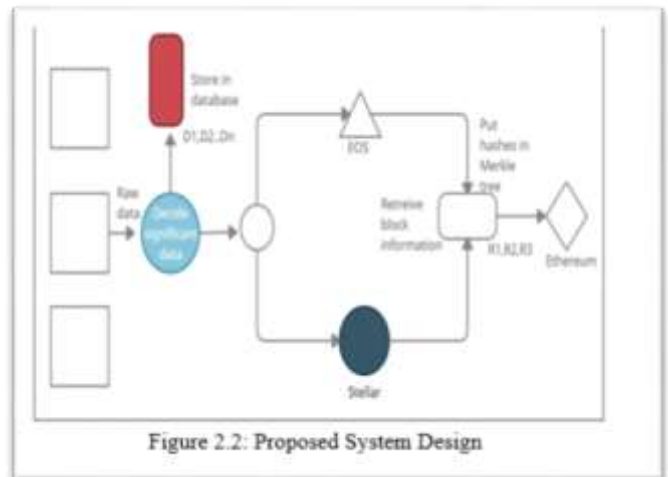 Store in
database
D1,D2..Dn
Raw
data
Decide
significant
data
EOS
Put
hashes in
Merkle
tree
Retreive
block
information
R1,R2,R3
Ethereum
Stellar
Figure 2.2: Proposed System Design